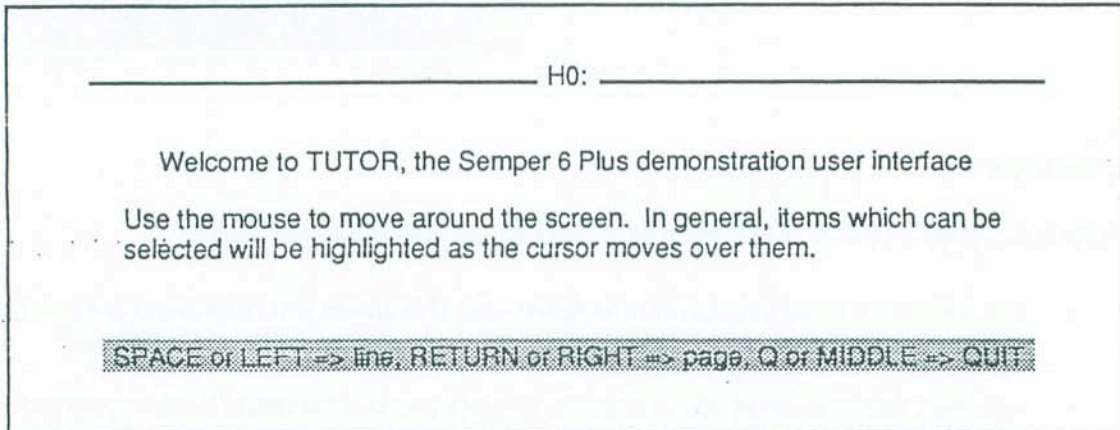 H0:
Welcome to TUTOR, the Semper 6 Plus demonstration user interface
Use the mouse to move around the screen.  In general, items which can be
selected will be highlighted as the cursor moves over them.
SPACE or LEFT => line, RETURN or RIGHT => page, Q or MIDDLE => QUIT